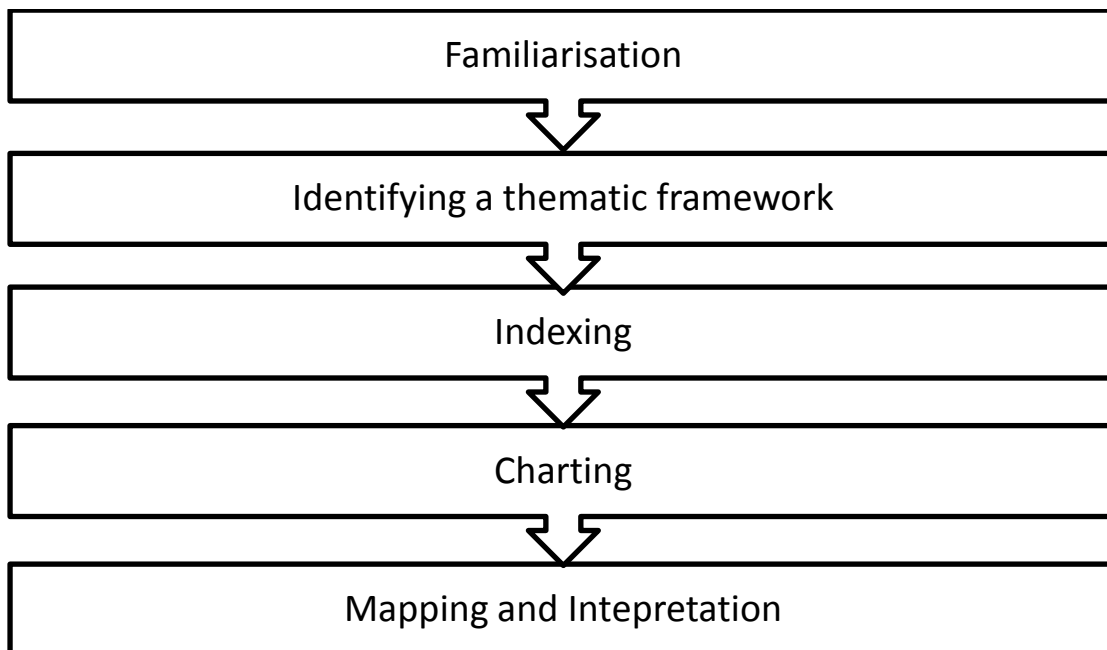 Familiarisation
Identifying a thematic framework
Indexing
Charting
Mapping and Intepretation